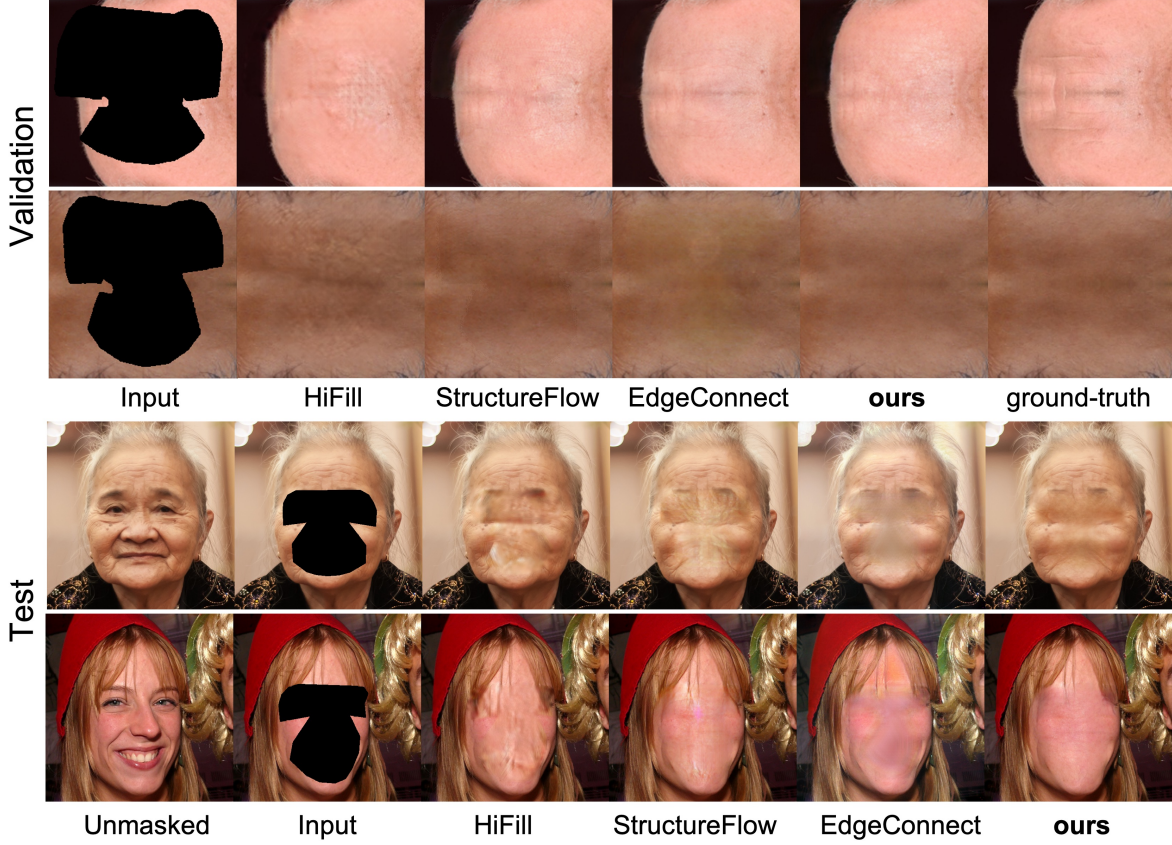 Validation
Input HiFill StructureFlow EdgeConnect ours ground-truth
Test
Unmasked Input HiFill StructureFlow EdgeConnect ours